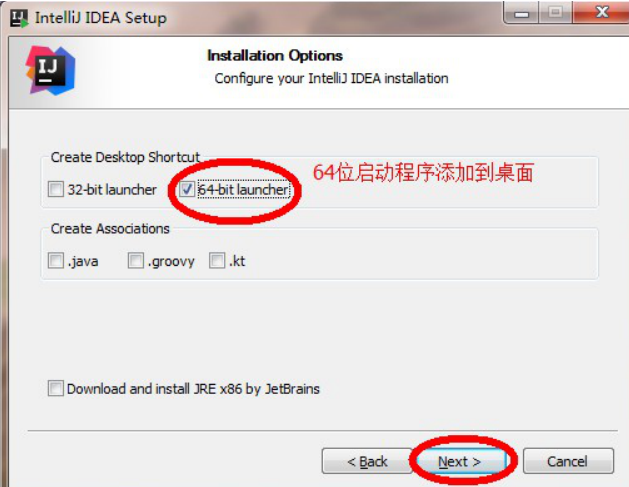 IntelliJ IDEA Setup
IJ
Installation Options
Configure your IntelliJ IDEA installation
Create Desktop Shortcut
32-bit launcher 64-bit launcher 64位启动程序添加到桌面
Create Associations
.java .groovy .kt
Download and install JRE x86 by JetBrains
< Back Next > Cancel